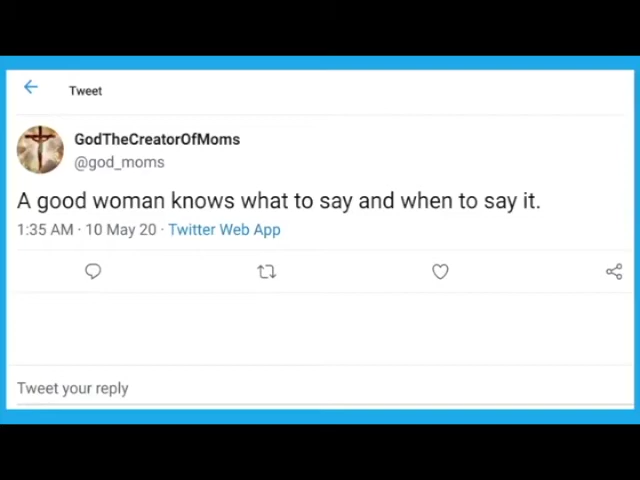 Tweet
GodTheCreatorOfMoms
@god_moms
A good woman knows what to say and when to say it.
1:35 AM · 10 May 20 · Twitter Web App
Tweet your reply